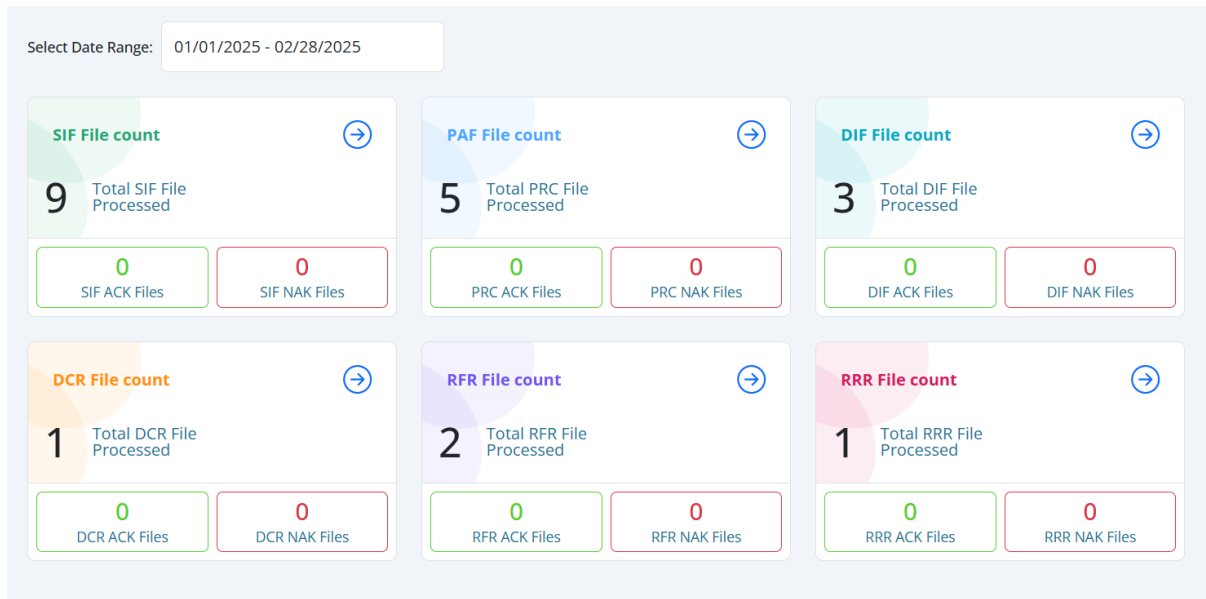 Select Date Range: 01/01/2025 - 02/28/2025
SIF File count
9 Total SIF File
Processed
0
SIF ACK Files
0
SIF NAK Files
PAF File count
5 Total PRC File
Processed
0
PRC ACK Files
0
PRC NAK Files
DIF File count
3 Total DIF File
Processed
0
DIF ACK Files
0
DIF NAK Files
DCR File count
1 Total DCR File
Processed
0
DCR ACK Files
0
DCR NAK Files
RFR File count
2 Total RFR File
Processed
0
RFR ACK Files
0
RFR NAK Files
RRR File count
1 Total RRR File
Processed
0
RRR ACK Files
0
RRR NAK Files